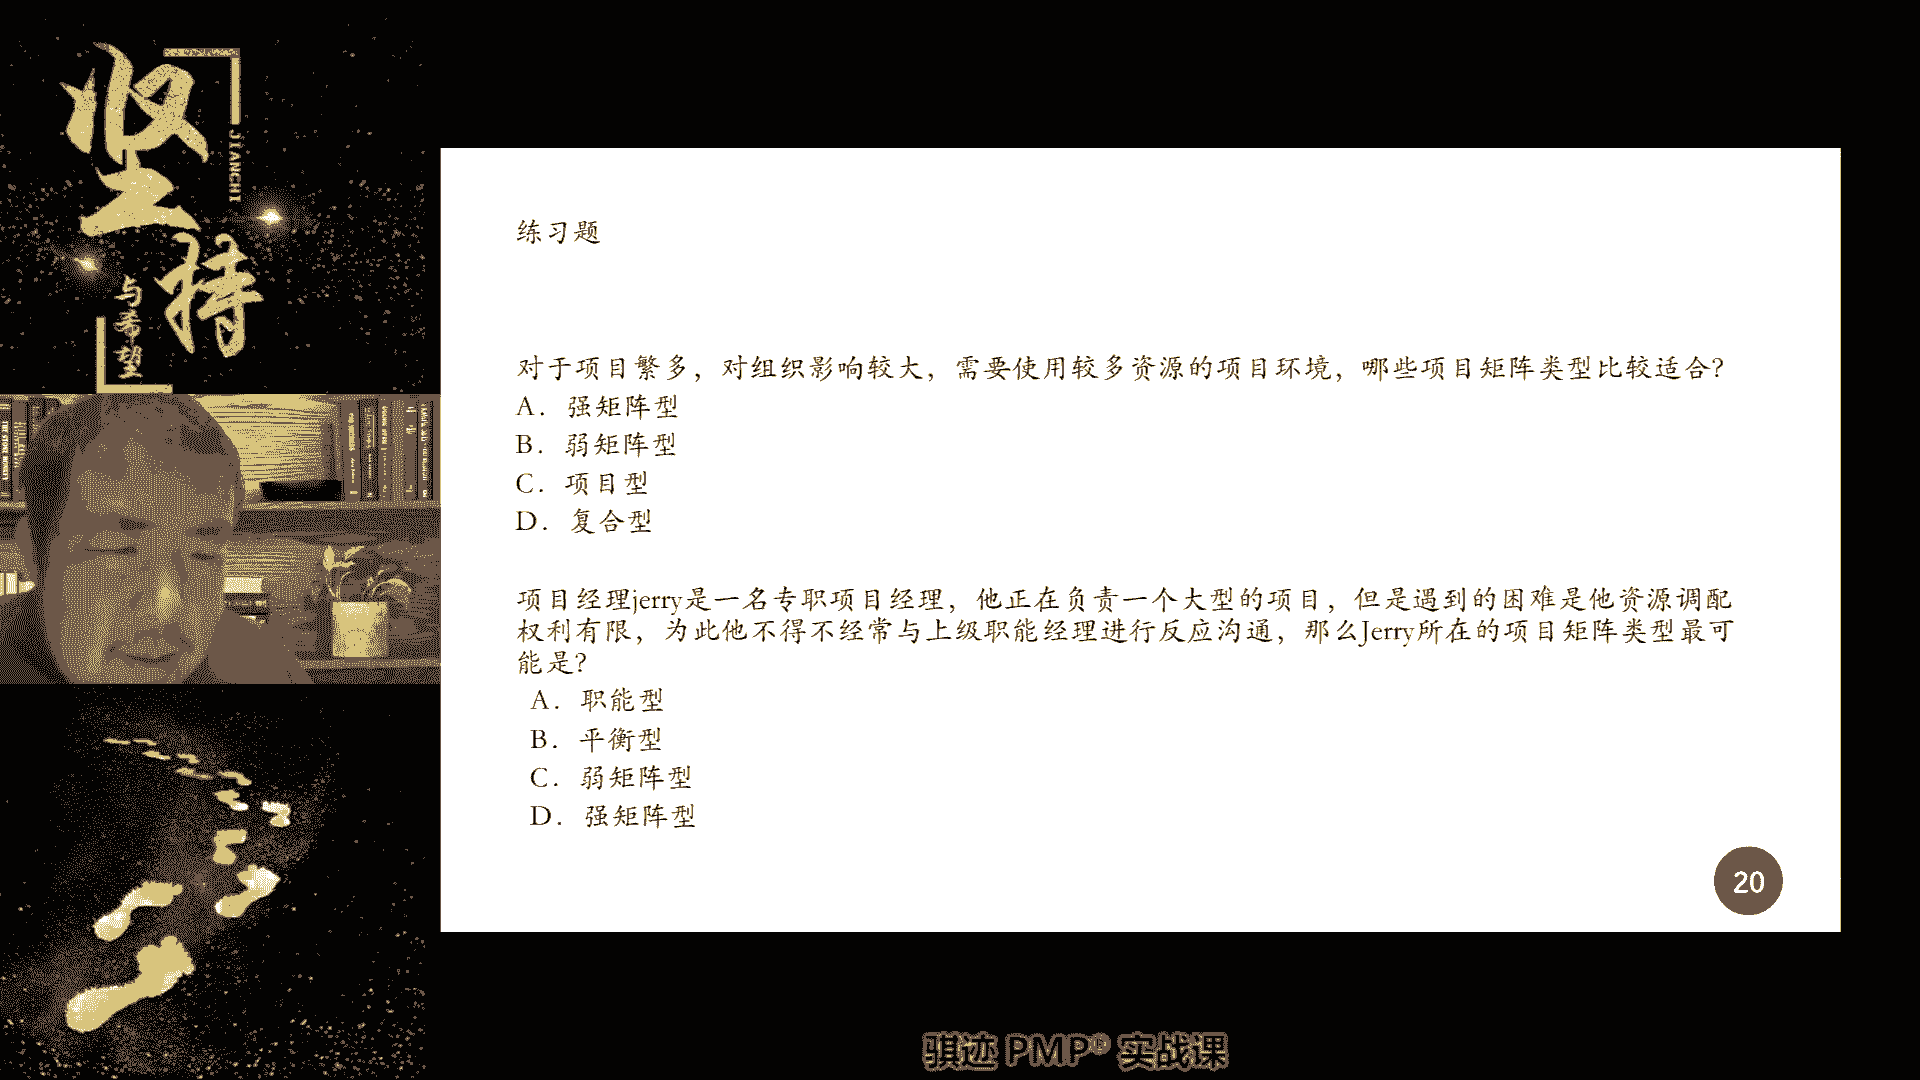 坚持
JIANCHI
与希望
练习题
对于项目繁多，对组织影响较大，需要使用较多资源的项目环境，哪些项目矩阵类型比较适合？
A．强矩阵型
B．弱矩阵型
C．项目型
D．复合型
项目经理jerry是一名专职项目经理，他正在负责一个大型的项目，但是遇到的困难是他资源调配
权利有限，为此他不得不经常与上级职能经理进行反应沟通，那么Jerry所在的项目矩阵类型最可
能是？
A．职能型
B．平衡型
C．弱矩阵型
D．强矩阵型
20
骐迹 PMP® 实战课